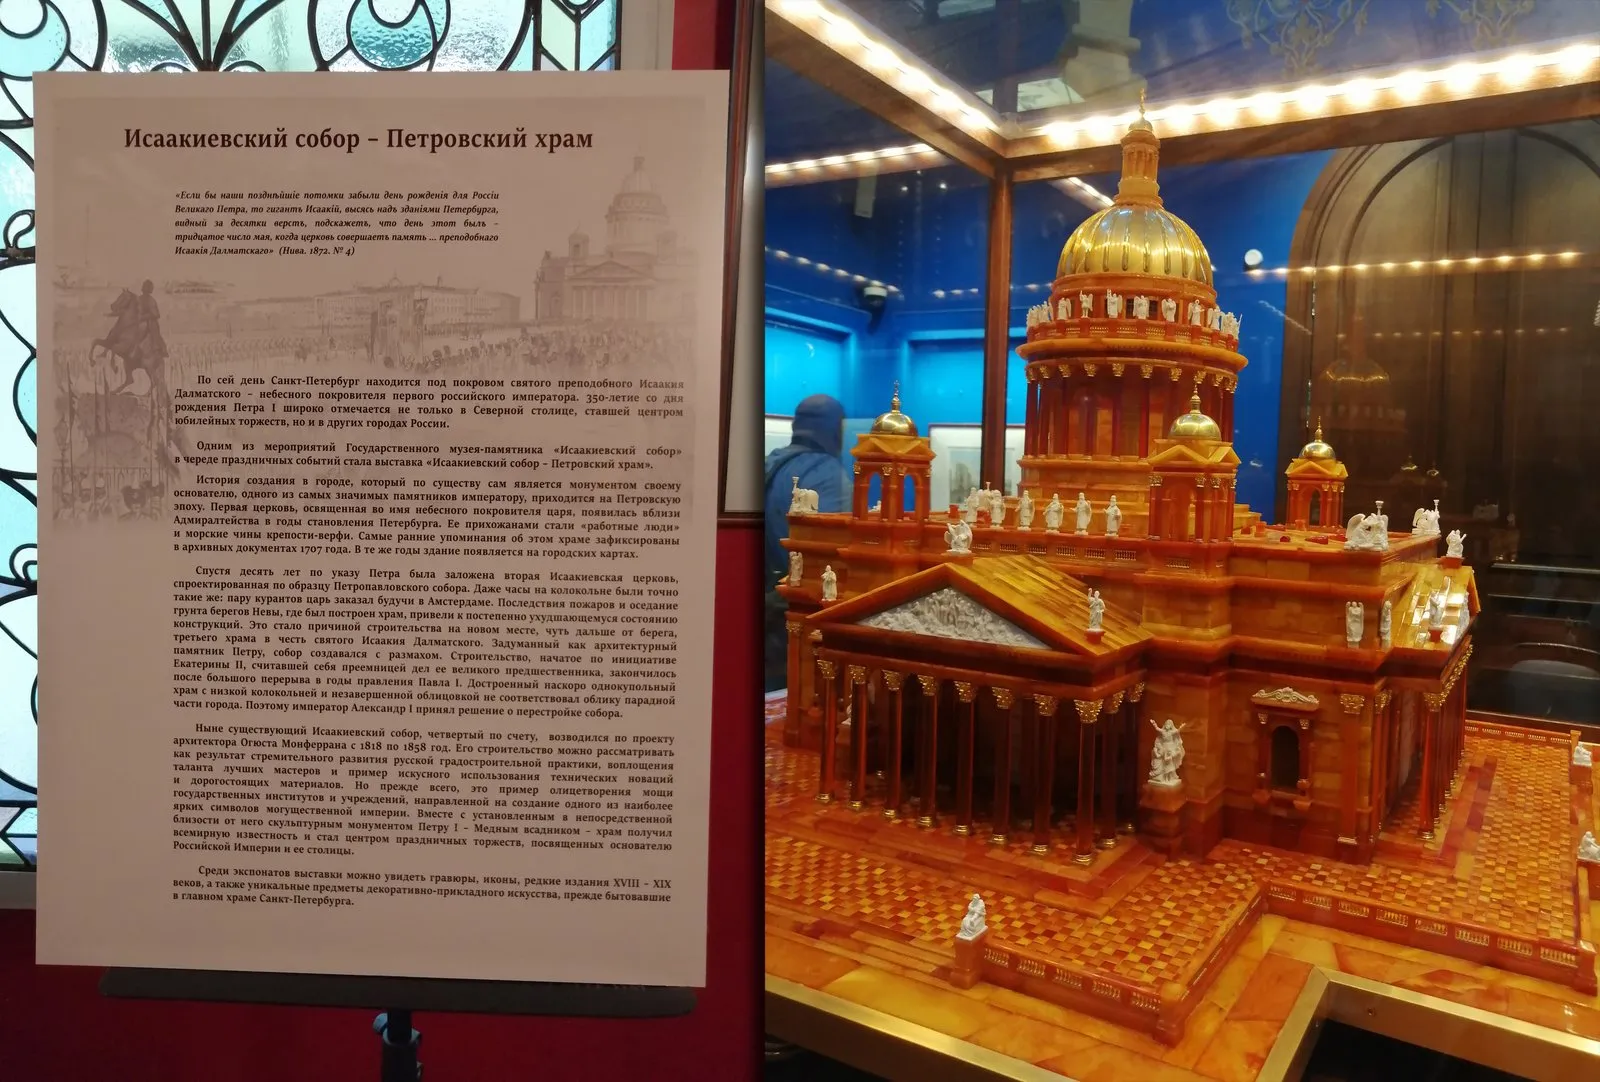 Исаакиевский собор – Петровский храм
«Если бы наши позднѣйшіе потомки забыли день рожденія для Россіи
Великаго Петра, то гигантъ Исаакій, высясь надъ зданіями Петербурга,
видный за десятки верстъ, подскажетъ, что день этотъ былъ –
тридцатое число мая, когда церковь совершаетъ память ... преподобнаго
Исаакія Далматскаго» (Нива. 1872. № 4)
По сей день Санкт-Петербург находится под покровом святого преподобного Исаакия
Далматского – небесного покровителя первого российского императора. 350-летие со дня
рождения Петра I широко отмечается не только в Северной столице, ставшей центром
юбилейных торжеств, но и в других городах России.
Одним из мероприятий Государственного музея-памятника «Исаакиевский собор»
в череде праздничных событий стала выставка «Исаакиевский собор – Петровский храм».
История создания в городе, который по существу сам является монументом своему
основателю, одного из самых значимых памятников императору, приходится на Петровскую
эпоху. Первая церковь, освященная во имя небесного покровителя царя, появилась вблизи
Адмиралтейства в годы становления Петербурга. Ее прихожанами стали «работные люди»
и морские чины крепости-верфи. Самые ранние упоминания об этом храме зафиксированы
в архивных документах 1707 года. В те же годы здание появляется на городских картах.
Спустя десять лет по указу Петра была заложена вторая Исаакиевская церковь,
спроектированная по образцу Петропавловского собора. Даже часы на колокольне были точно
такие же: пару курантов царь заказал будучи в Амстердаме. Последствия пожаров и оседание
грунта берегов Невы, где был построен храм, привели к постепенно ухудшающемуся состоянию
конструкций. Это стало причиной строительства на новом месте, чуть дальше от берега,
третьего храма в честь святого Исаакия Далматского. Задуманный как архитектурный
памятник Петру, собор создавался с размахом. Строительство, начатое по инициативе
Екатерины II, считавшей себя преемницей дел ее великого предшественника, закончилось
после большого перерыва в годы правления Павла I. Достроенный наскоро однокупольный
храм с низкой колокольней и незавершенной облицовкой не соответствовал облику парадной
части города. Поэтому император Александр I принял решение о перестройке собора.
Ныне существующий Исаакиевский собор, четвертый по счету, возводился по проекту
архитектора Огюста Монферрана с 1818 по 1858 год. Его строительство можно рассматривать
как результат стремительного развития русской градостроительной практики, воплощения
таланта лучших мастеров и пример искусного использования технических новаций
и дорогостоящих материалов. Но прежде всего, это пример олицетворения мощи
государственных институтов и учреждений, направленной на создание одного из наиболее
ярких символов могущественной империи. Вместе с установленным в непосредственной
близости от него скульптурным монументом Петру I – Медным всадником – храм получил
всемирную известность и стал центром праздничных торжеств, посвященных основателю
Российской Империи и ее столицы.
Среди экспонатов выставки можно увидеть гравюры, иконы, редкие издания XVIII – XIX
веков, а также уникальные предметы декоративно-прикладного искусства, прежде бытовавшие
в главном храме Санкт-Петербурга.